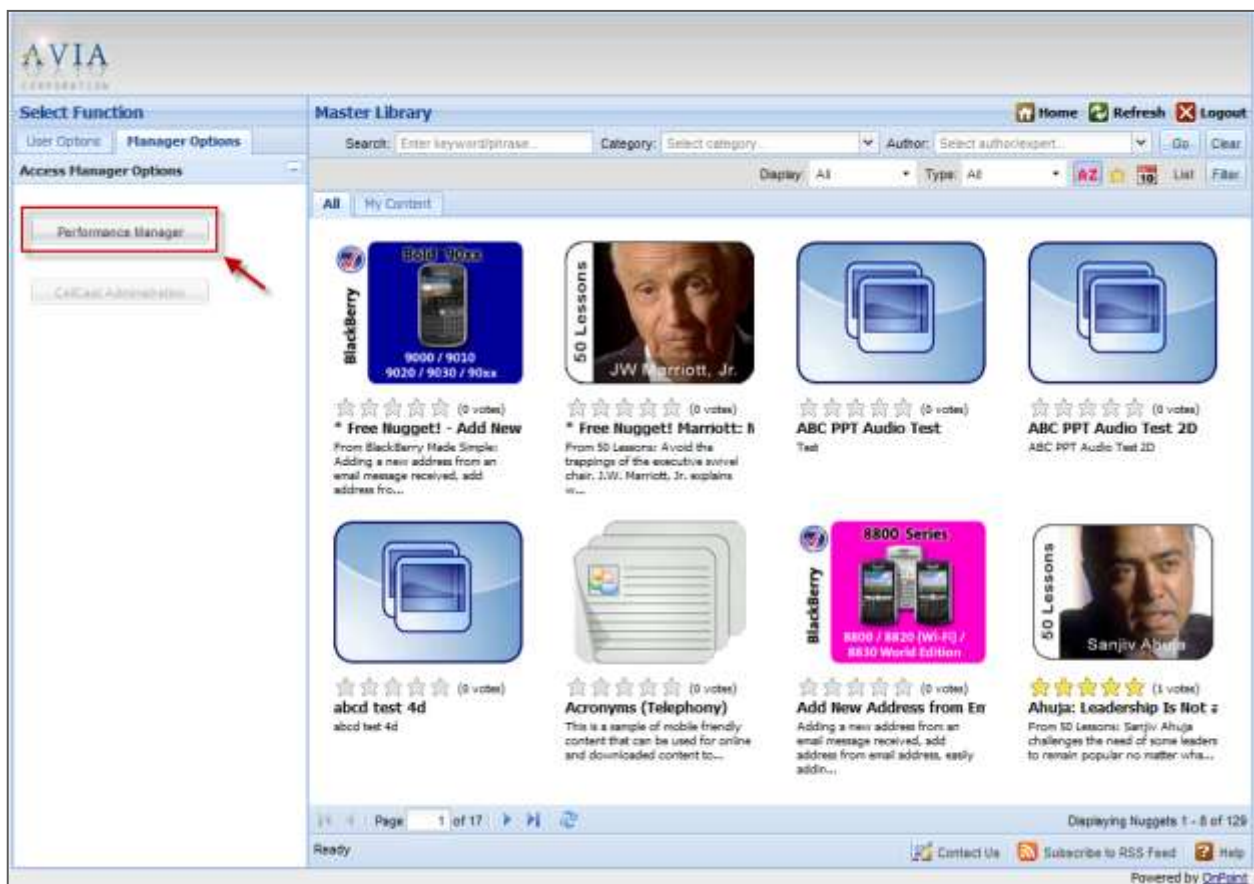 AVIA
CORPORATION
Select Function
User Options
Manager Options
Access Manager Options
Performance Manager
CellCast Administration
Master Library
Home
Refresh
Logout
Search: Enter keyword/phrase...
Category: Select category...
Author: Select author/expert...
Go
Clear
Display: All
Type: All
AZ
10
List
Filter
All
My Content
BlackBerry
Bold 90xx
9000 / 9010
9020 / 9030 / 90xx
50 Lessons
JW Marriott, Jr.
(0 votes)
(0 votes)
(0 votes)
(0 votes)
* Free Nugget! - Add New
* Free Nugget! Marriott: N
ABC PPT Audio Test
ABC PPT Audio Test 2D
From BlackBerry Made Simple:
Adding a new address from an
email message received, add
address fro...
From 50 Lessons: Avoid the
trappings of the executive swivel
chair. J.W. Marriott, Jr. explains
w...
Test
ABC PPT Audio Test 2D
BlackBerry
8800 Series
8800 / 8820 (Wi-Fi) /
8830 World Edition
50 Lessons
Sanjiv Ahuja
(0 votes)
(0 votes)
(0 votes)
(1 votes)
abcd test 4d
Acronyms (Telephony)
Add New Address from Em
Ahuja: Leadership Is Not a
abcd test 4d
This is a sample of mobile friendly
content that can be used for online
and downloaded content to...
Adding a new address from an
email message received, add
address from email address, easily
addin...
From 50 Lessons: Sanjiv Ahuja
challenges the need of some leaders
to remain popular no matter wha...
Page 1 of 17
Displaying Nuggets 1 - 8 of 129
Ready
Contact Us
Subscribe to RSS Feed
Help
Powered by OnPoint